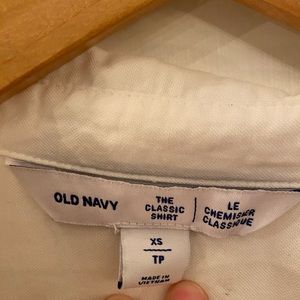 OLD NAVY
THE
CLASSIC
SHIRT
LE
CHEMISIER
CLASSIQUE
XS
TP
MADE IN
VIETNAM